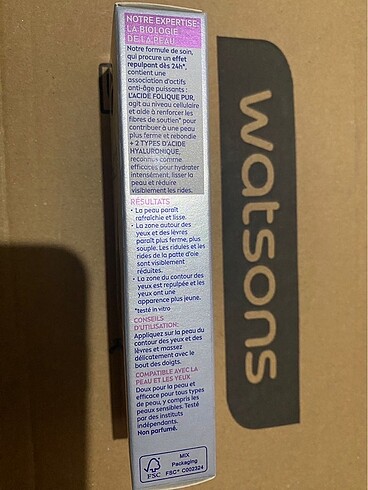 NOTRE EXPERTISE:
LA BIOLOGIE
DE LA PEAU
Notre formule de soin,
qui procure un effet
repulpant dès 24h*,
contient une
association d'actifs
anti-âge puissants :
L'ACIDE FOLIQUE PUR,
agit au niveau cellulaire
et aide à renforcer les
fibres de soutien* pour
contribuer à une peau
plus ferme et rebondie
+ 2 TYPES D'ACIDE
HYALURONIQUE,
reconnus comme
efficaces pour hydrater
intensément, lisser la
peau et réduire
visiblement les rides.
RÉSULTATS
• La peau paraît
rafraîchie et lisse.
• La zone autour des
yeux et des lèvres
paraît plus ferme, plus
souple. Les ridules et les
rides de la patte d'oie
sont visiblement
réduites.
• La zone du contour des
yeux est repulpée et les
yeux ont une
apparence plus jeune.
*testé in vitro
CONSEILS
D'UTILISATION:
Appliquez sur la peau du
contour des yeux et des
lèvres et massez
délicatement avec le
bout des doigts.
COMPATIBLE AVEC LA
PEAU ET LES YEUX
Doux pour la peau et
efficace pour tous types
de peau, y compris les
peaux sensibles. Testé
par des instituts
indépendants.
Non parfumé.
FSC
MIX
Packaging
FSC® C002324
watsons